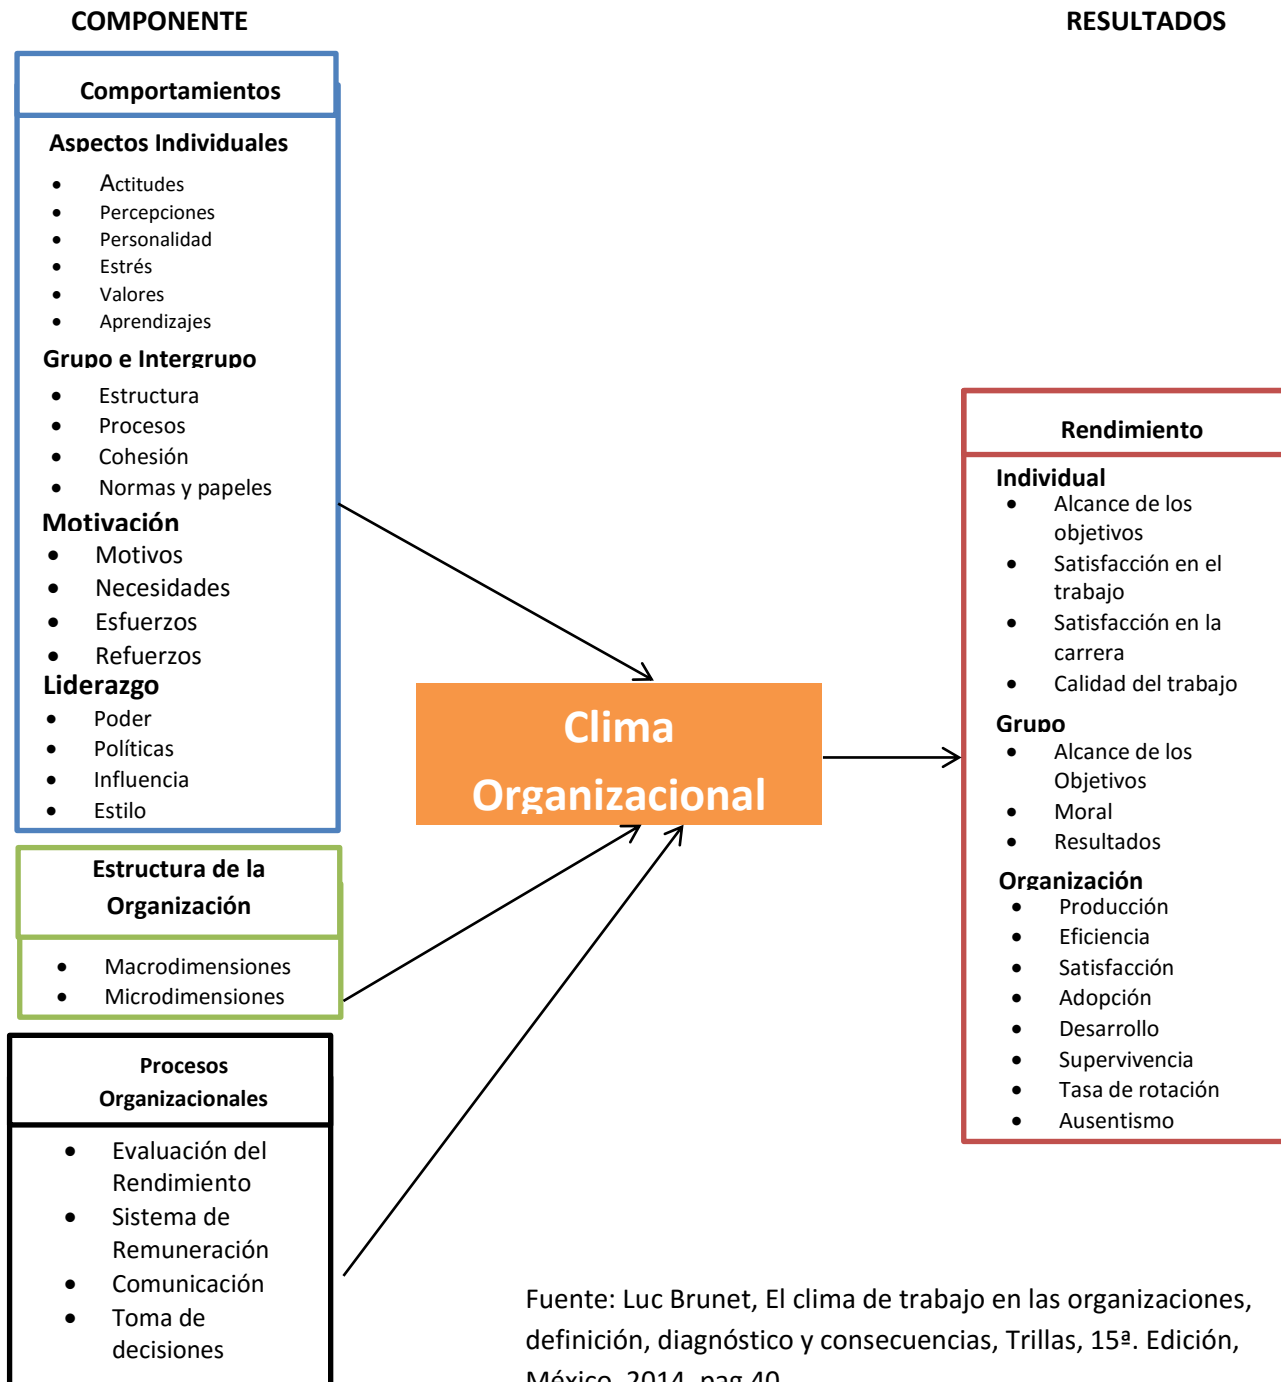 COMPONENTE
RESULTADOS
Comportamientos
Aspectos Individuales
• Actitudes
• Percepciones
• Personalidad
• Estrés
• Valores
• Aprendizajes
Grupo e Intergrupo
• Estructura
• Procesos
• Cohesión
• Normas y papeles
Motivación
• Motivos
• Necesidades
• Esfuerzos
• Refuerzos
Liderazgo
• Poder
• Políticas
• Influencia
• Estilo
Estructura de la
Organización
• Macrodimensiones
• Microdimensiones
Procesos
Organizacionales
• Evaluación del
Rendimiento
• Sistema de
Remuneración
• Comunicación
• Toma de
decisiones
Clima
Organizacional
Rendimiento
Individual
• Alcance de los
objetivos
• Satisfacción en el
trabajo
• Satisfacción en la
carrera
• Calidad del trabajo
Grupo
• Alcance de los
Objetivos
• Moral
• Resultados
Organización
• Producción
• Eficiencia
• Satisfacción
• Adopción
• Desarrollo
• Supervivencia
• Tasa de rotación
• Ausentismo
Fuente: Luc Brunet, El clima de trabajo en las organizaciones,
definición, diagnóstico y consecuencias, Trillas, 15ª. Edición,
México, 2014, pag 40